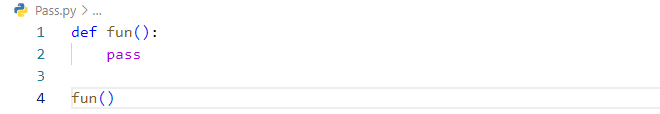 Pass.py > ...
1 def fun():
2     pass
3
4 fun()